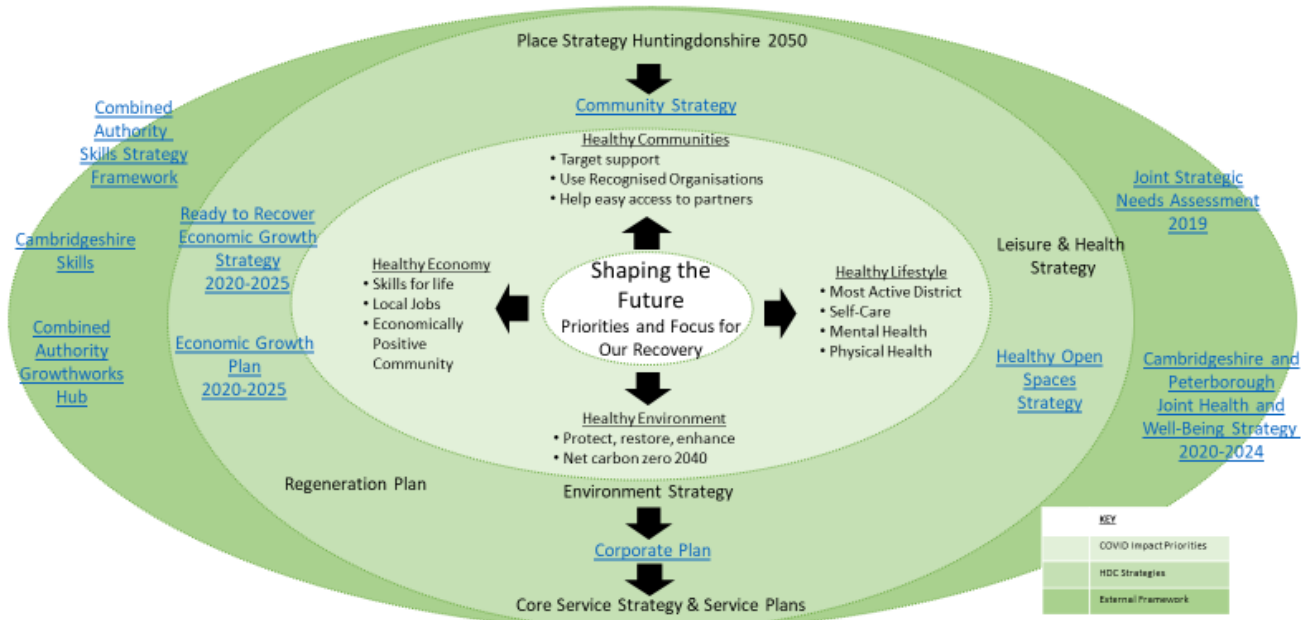 Place Strategy Huntingdonshire 2050
Community Strategy
Combined
Authority
Skills Strategy
Framework
Cambridgeshire
Skills
Combined
Authority
Growthworks
Hub
Ready to Recover
Economic Growth
Strategy
2020-2025
Economic Growth
Plan
2020-2025
Regeneration Plan
Healthy Communities
• Target support
• Use Recognised Organisations
• Help easy access to partners
Healthy Economy
• Skills for life
• Local Jobs
• Economically
Positive
Community
Shaping the
Future
Priorities and Focus for
Our Recovery
Healthy Lifestyle
• Most Active District
• Self-Care
• Mental Health
• Physical Health
Healthy Environment
• Protect, restore, enhance
• Net carbon zero 2040
Environment Strategy
Corporate Plan
Core Service Strategy & Service Plans
Leisure & Health
Strategy
Healthy Open
Spaces
Strategy
Joint Strategic
Needs Assessment
2019
Cambridgeshire and
Peterborough
Joint Health and
Well-Being Strategy
2020-2024
KEY
COVID Impact Priorities
HDC Strategies
External Framework